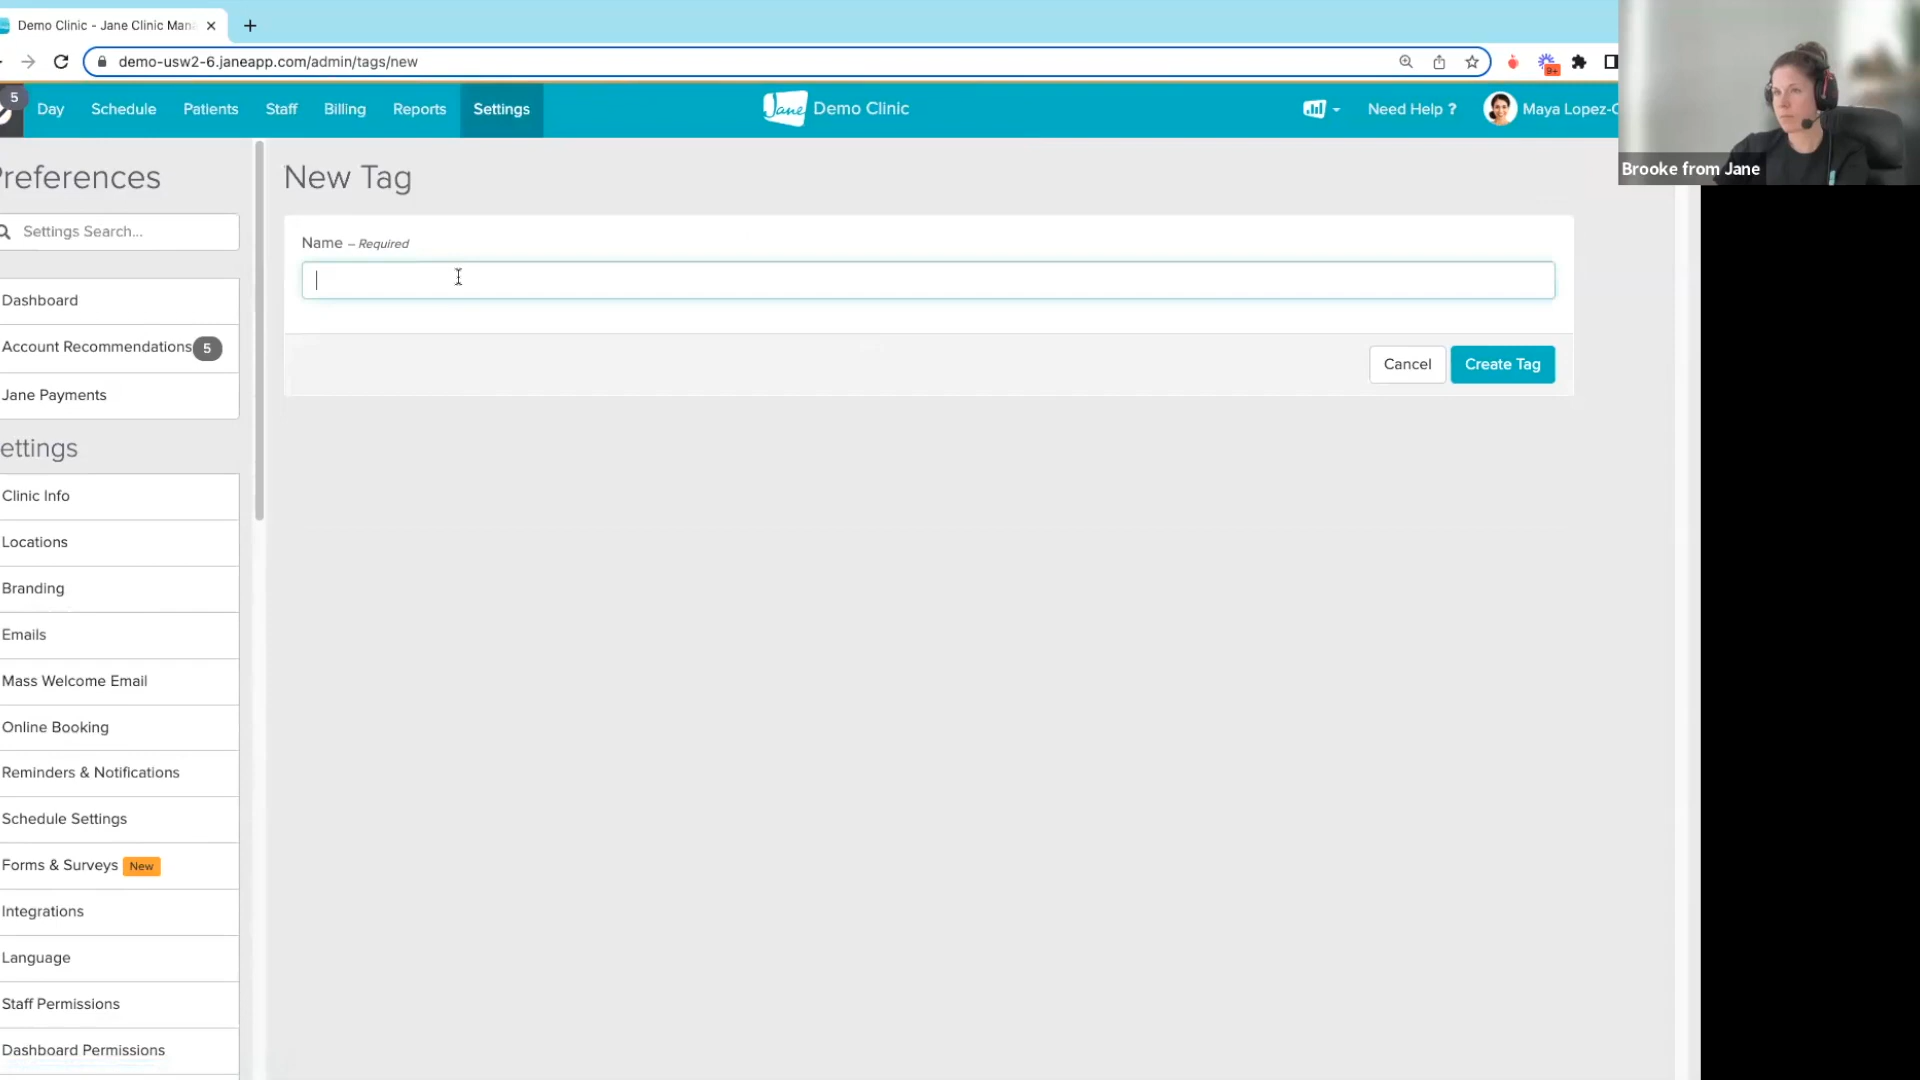 Demo Clinic - Jane Clinic Man
demo-usw2-6.janeapp.com/admin/tags/new
9+
5
Day
Schedule
Patients
Staff
Billing
Reports
Settings
Jane
Demo Clinic
Need Help ?
Maya Lopez-C
Brooke from Jane
references
Settings Search...
Dashboard
Account Recommendations 5
Jane Payments
ettings
Clinic Info
Locations
Branding
Emails
Mass Welcome Email
Online Booking
Reminders & Notifications
Schedule Settings
Forms & Surveys New
Integrations
Language
Staff Permissions
Dashboard Permissions
New Tag
Name – Required
Cancel
Create Tag